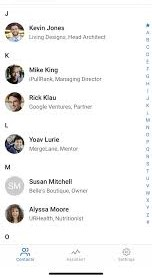 J
Kevin Jones
Living Designs, Head Architect
K
Mike King
iPullRank, Managing Director
Rick Klau
Google Ventures, Partner
L
Yoav Lurie
MergeLane, Mentor
M
SM
Susan Mitchell
Belle's Boutique, Owner
Alyssa Moore
URHealth, Nutritionist
O
#
A
B
C
D
E
F
G
H
I
J
K
L
M
N
O
P
Q
R
S
T
U
V
W
X
Y
Z
Contacts
Assistant
Settings